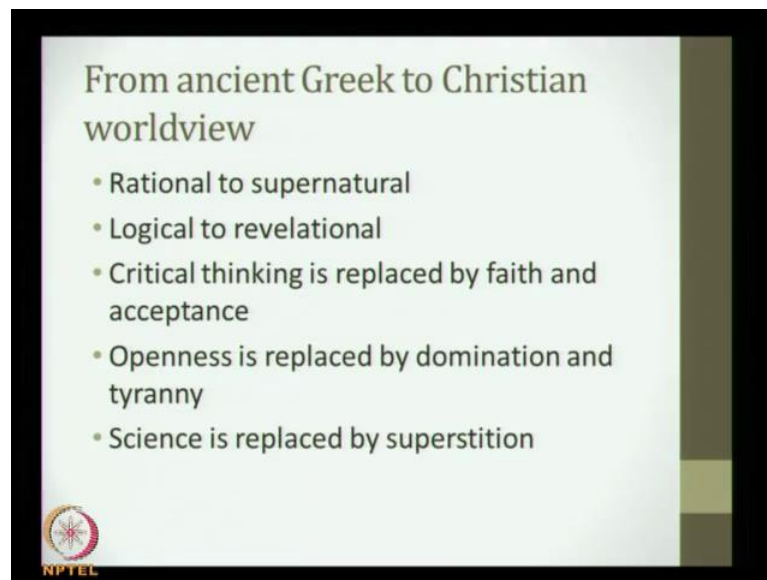 From ancient Greek to Christian
worldview
• Rational to supernatural
• Logical to revelational
• Critical thinking is replaced by faith and
acceptance
• Openness is replaced by domination and
tyranny
• Science is replaced by superstition
NPTEL